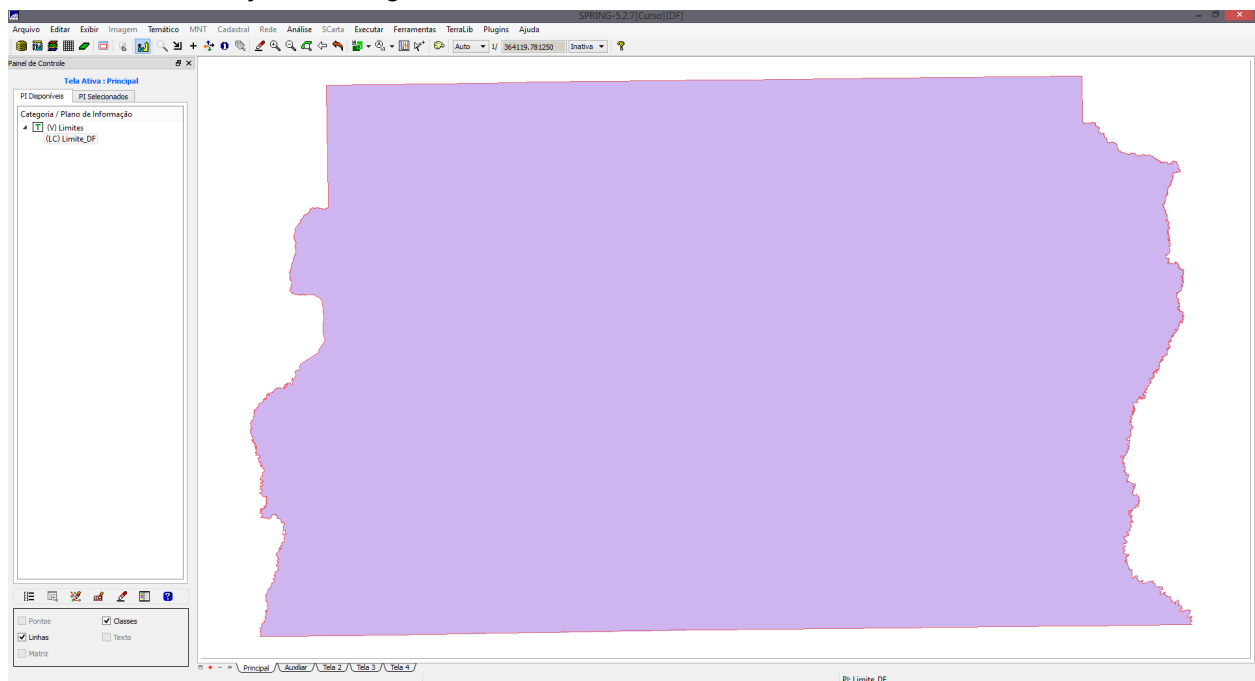 SPRING-5.2.7[Curso][DF]
Arquivo Editar Exibir Imagem Temático MNT Cadastral Rede Análise SCarta Executar Ferramentas TerraLib Plugins Ajuda
Auto 1/ 364119.781250 Inativa
Painel de Controle
Tela Ativa : Principal
PI Disponíveis PI Selecionados
Categoria / Plano de Informação
T (V) Limites
(LC) Limite_DF
Pontos Classes
Linhas Texto
Matriz
Principal Auxiliar Tela 2 Tela 3 Tela 4
PI: Limite_DF